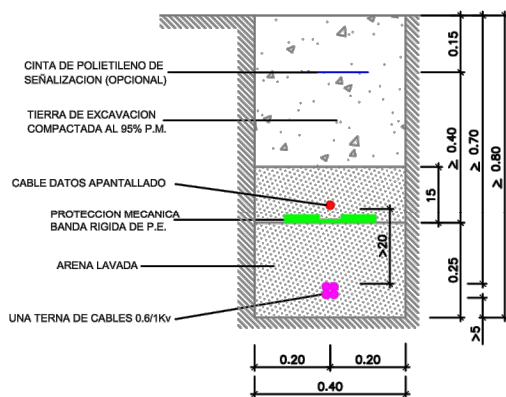 CINTA DE POLIETILENO DE
SEÑALIZACION (OPCIONAL)
TIERRA DE EXCAVACION
COMPACTADA AL 95% P.M.
CABLE DATOS APANTALLADO
PROTECCION MECANICA
BANDA RIGIDA DE P.E.
ARENA LAVADA
UNA TERNA DE CABLES 0.6/1Kv
0.15
≥ 0.40
≥ 0.70
≥ 0.80
15
>20
0.25
>5
0.20
0.20
0.40